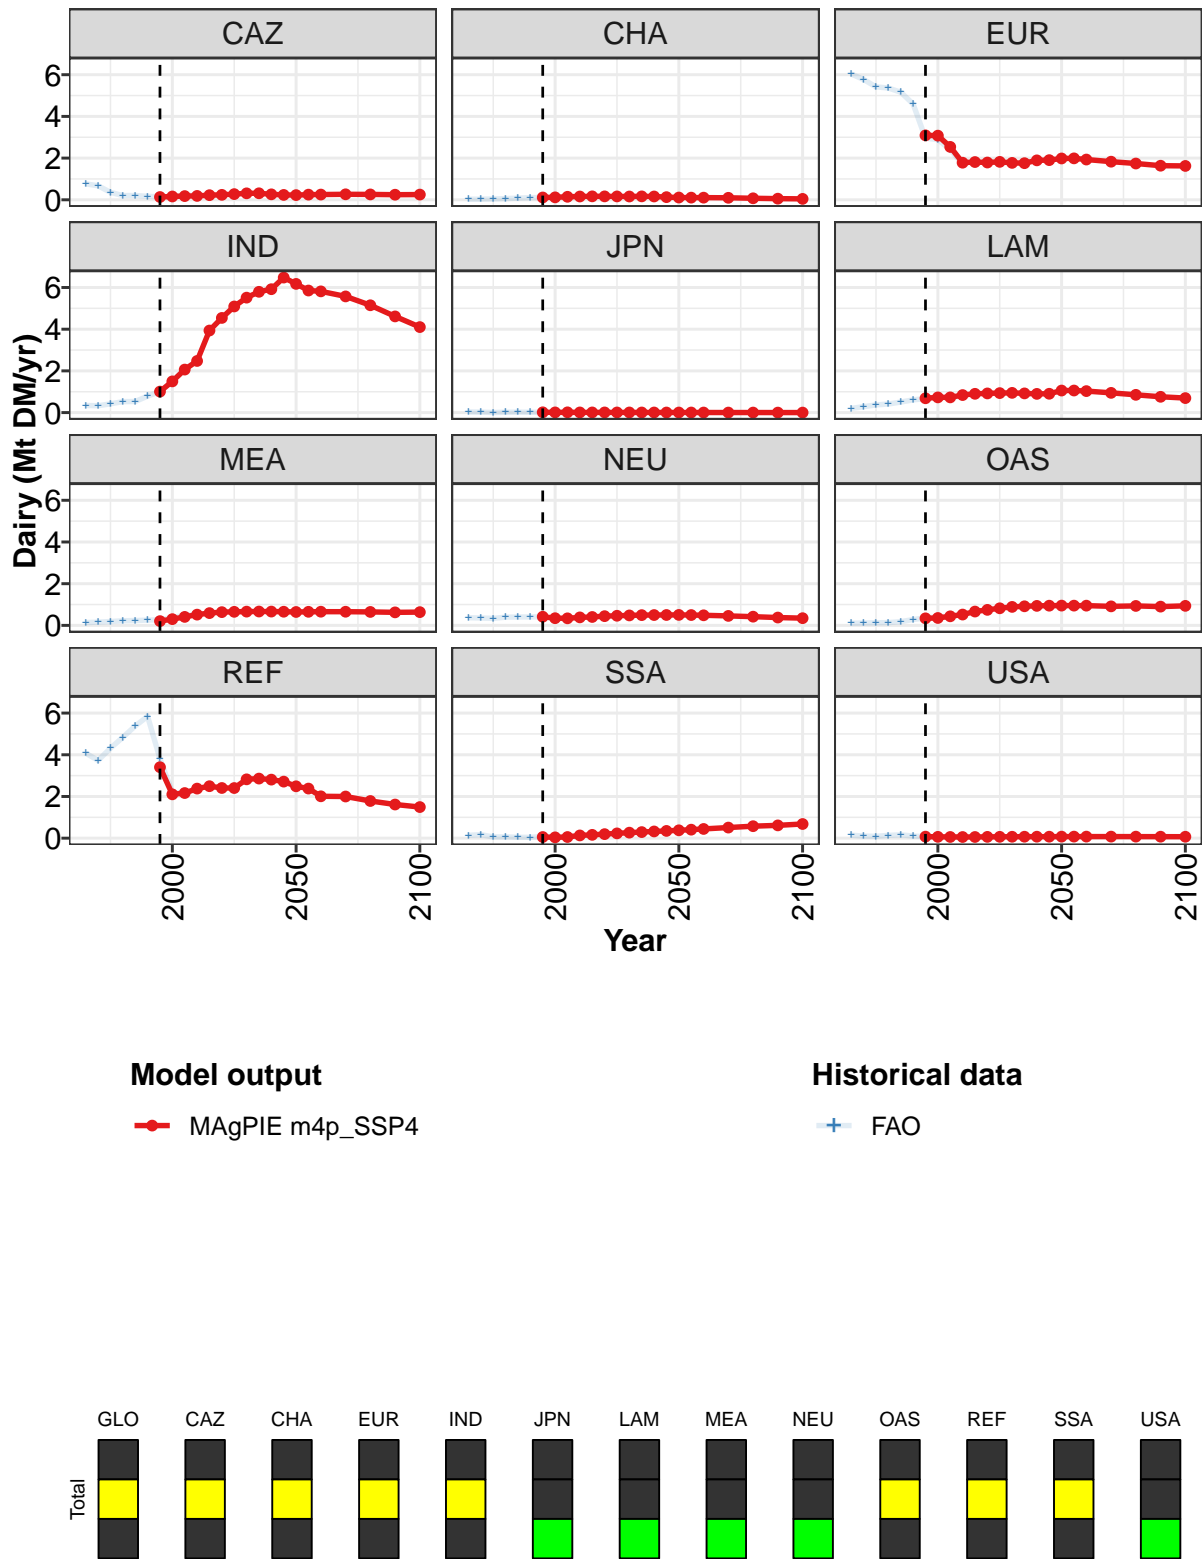 CAZ CHA EUR
6
4
2
0
IND JPN LAM
6
4
2
0
MEA NEU OAS
6
4
2
0
REF SSA USA
6
4
2
0
Dairy (Mt DM/yr)
2000 2050 2100 2000 2050 2100 2000 2050 2100
Year
Model output Historical data
MAgPIE m4p_SSP4 FAO
GLO CAZ CHA EUR IND JPN LAM MEA NEU OAS REF SSA USA
Total